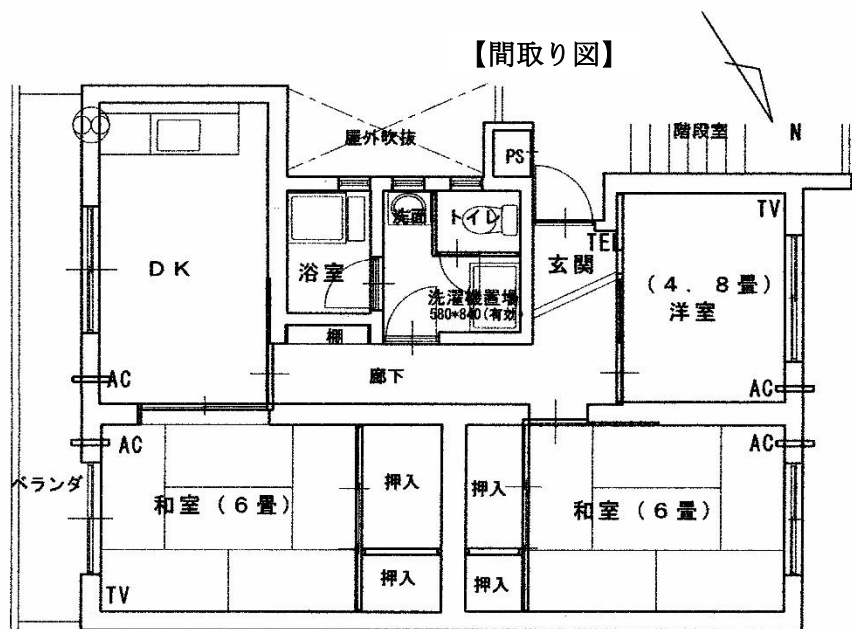 【間取り図】
屋外吹抜
PS
階段室
N
洗面
トイレ
TV
TEL
DK
浴室
玄関
(4.8畳)
洋室
洗濯機置場
580*840(有効)
棚
廊下
AC
AC
AC
AC
ベランダ
和室(6畳)
押入
押入
和室(6畳)
押入
押入
TV